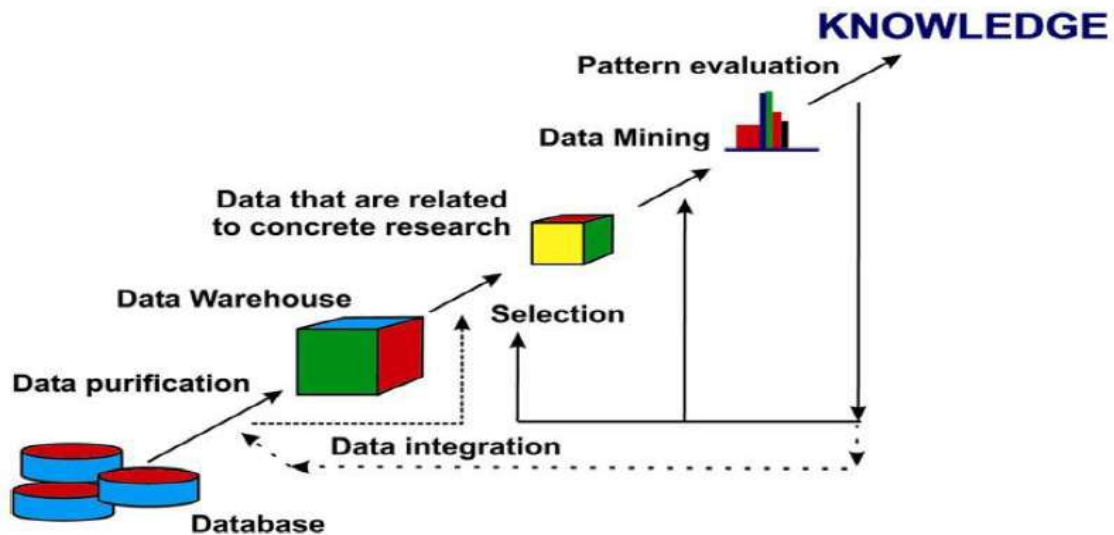 KNOWLEDGE
Pattern evaluation
Data Mining
Data that are related
to concrete research
Data Warehouse
Selection
Data purification
Data integration
Database